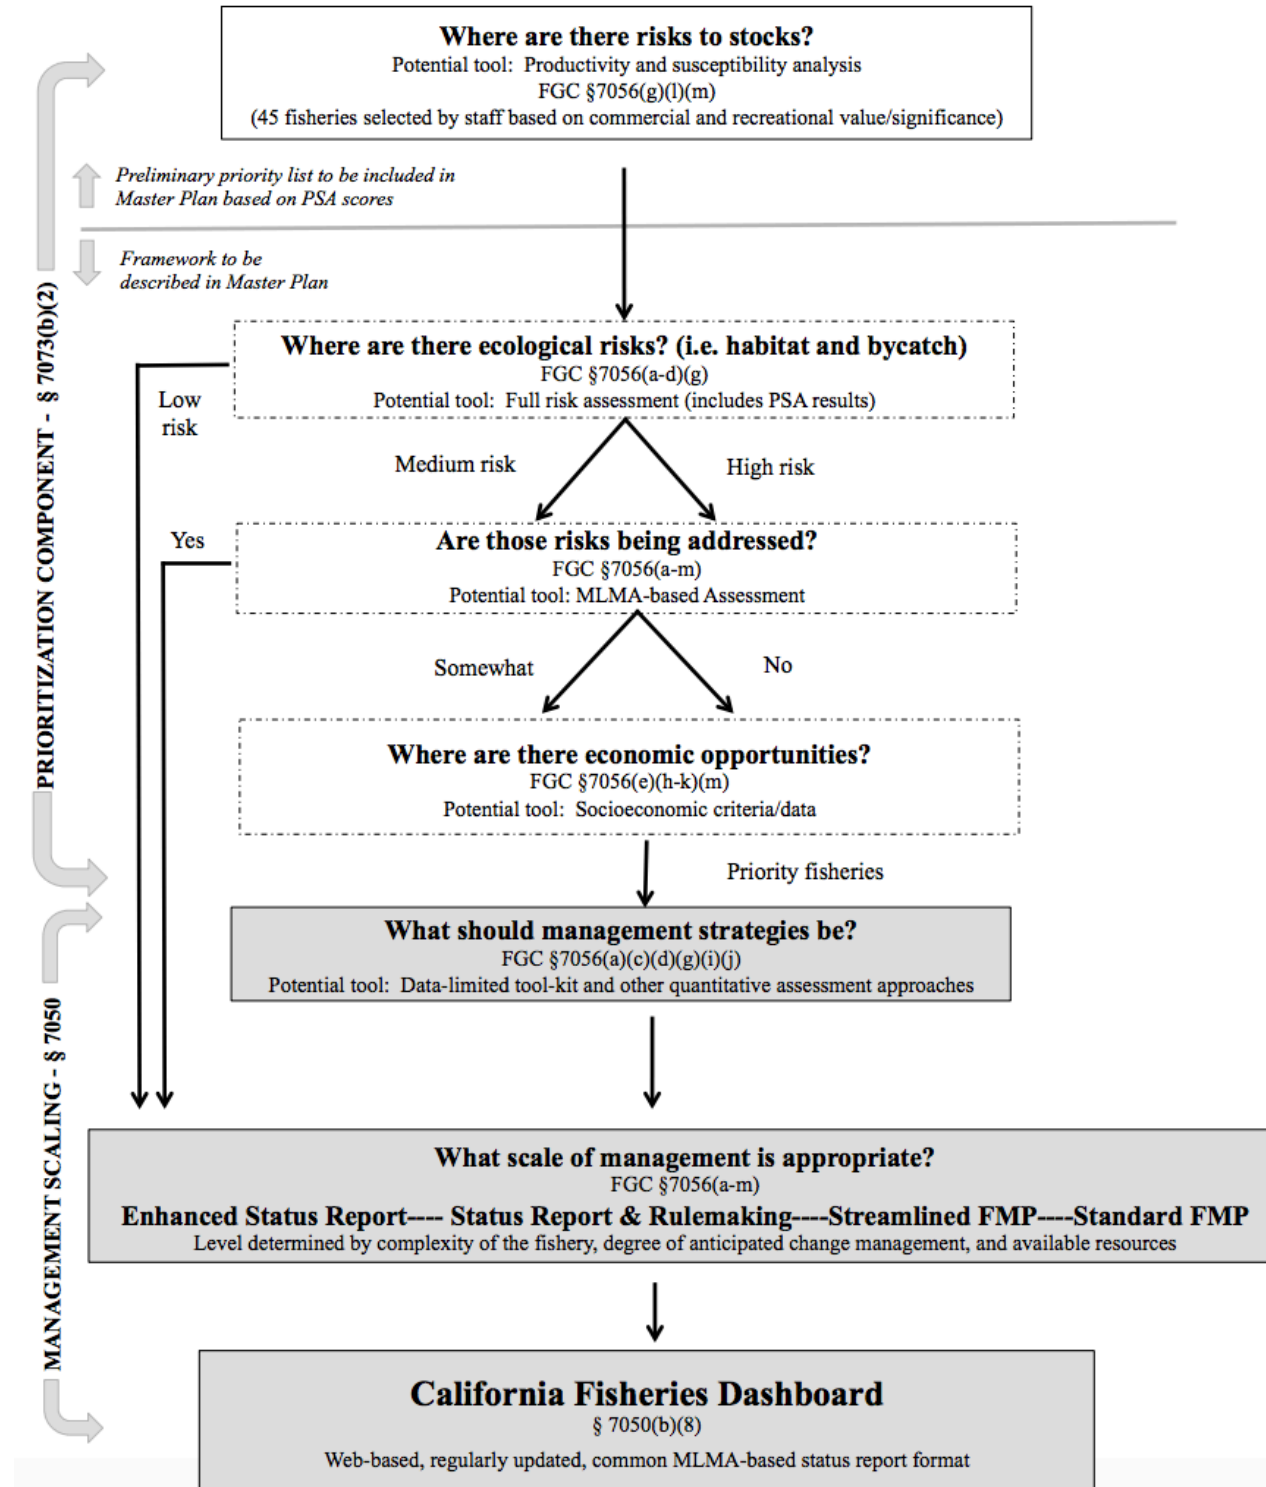 Where are there risks to stocks?
Potential tool: Productivity and susceptibility analysis
FGC §7056(g)(l)(m)
(45 fisheries selected by staff based on commercial and recreational value/significance)
Preliminary priority list to be included in
Master Plan based on PSA scores
Framework to be
described in Master Plan
PRIORITIZATION COMPONENT - § 7073(b)(2)
Where are there ecological risks? (i.e. habitat and bycatch)
FGC §7056(a-d)(g)
Potential tool: Full risk assessment (includes PSA results)
Low
risk
Medium risk
High risk
Yes
Are those risks being addressed?
FGC §7056(a-m)
Potential tool: MLMA-based Assessment
Somewhat
No
Where are there economic opportunities?
FGC §7056(e)(h-k)(m)
Potential tool: Socioeconomic criteria/data
Priority fisheries
MANAGEMENT SCALING - § 7050
What should management strategies be?
FGC §7056(a)(c)(d)(g)(i)(j)
Potential tool: Data-limited tool-kit and other quantitative assessment approaches
What scale of management is appropriate?
FGC §7056(a-m)
Enhanced Status Report---- Status Report & Rulemaking----Streamlined FMP----Standard FMP
Level determined by complexity of the fishery, degree of anticipated change management, and available resources
California Fisheries Dashboard
§ 7050(b)(8)
Web-based, regularly updated, common MLMA-based status report format